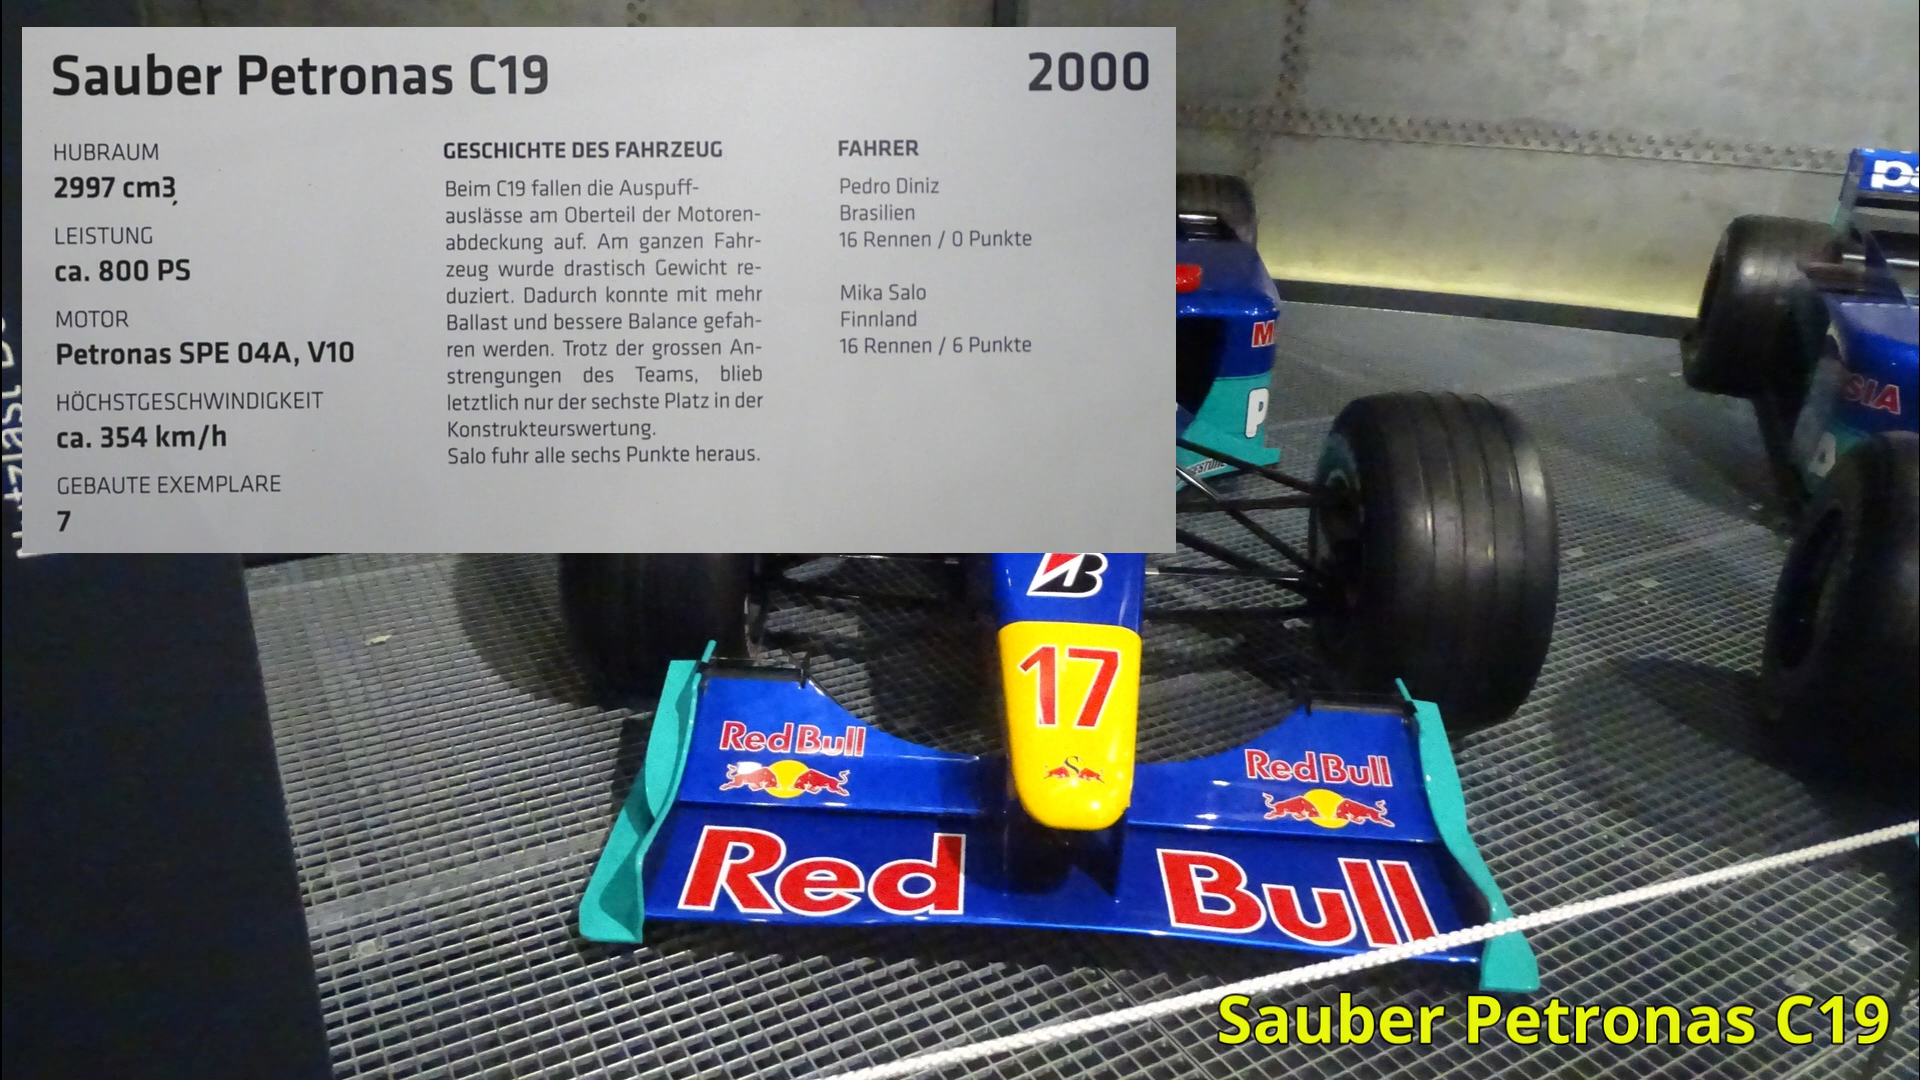 Sauber Petronas C19
2000
HUBRAUM
2997 cm3
LEISTUNG
ca. 800 PS
MOTOR
Petronas SPE 04A, V10
HÖCHSTGESCHWINDIGKEIT
ca. 354 km/h
GEBAUTE EXEMPLARE
7
GESCHICHTE DES FAHRZEUG
Beim C19 fallen die Auspuff-
auslässe am Oberteil der Motoren-
abdeckung auf. Am ganzen Fahr-
zeug wurde drastisch Gewicht re-
duziert. Dadurch konnte mit mehr
Ballast und bessere Balance gefah-
ren werden. Trotz der grossen An-
strengungen des Teams, blieb
letztlich nur der sechste Platz in der
Konstrukteurswertung.
Salo fuhr alle sechs Punkte heraus.
FAHRER
Pedro Diniz
Brasilien
16 Rennen / 0 Punkte
Mika Salo
Finnland
16 Rennen / 6 Punkte
B
17
S
Red Bull
Red Bull
Red Bull
Sauber Petronas C19